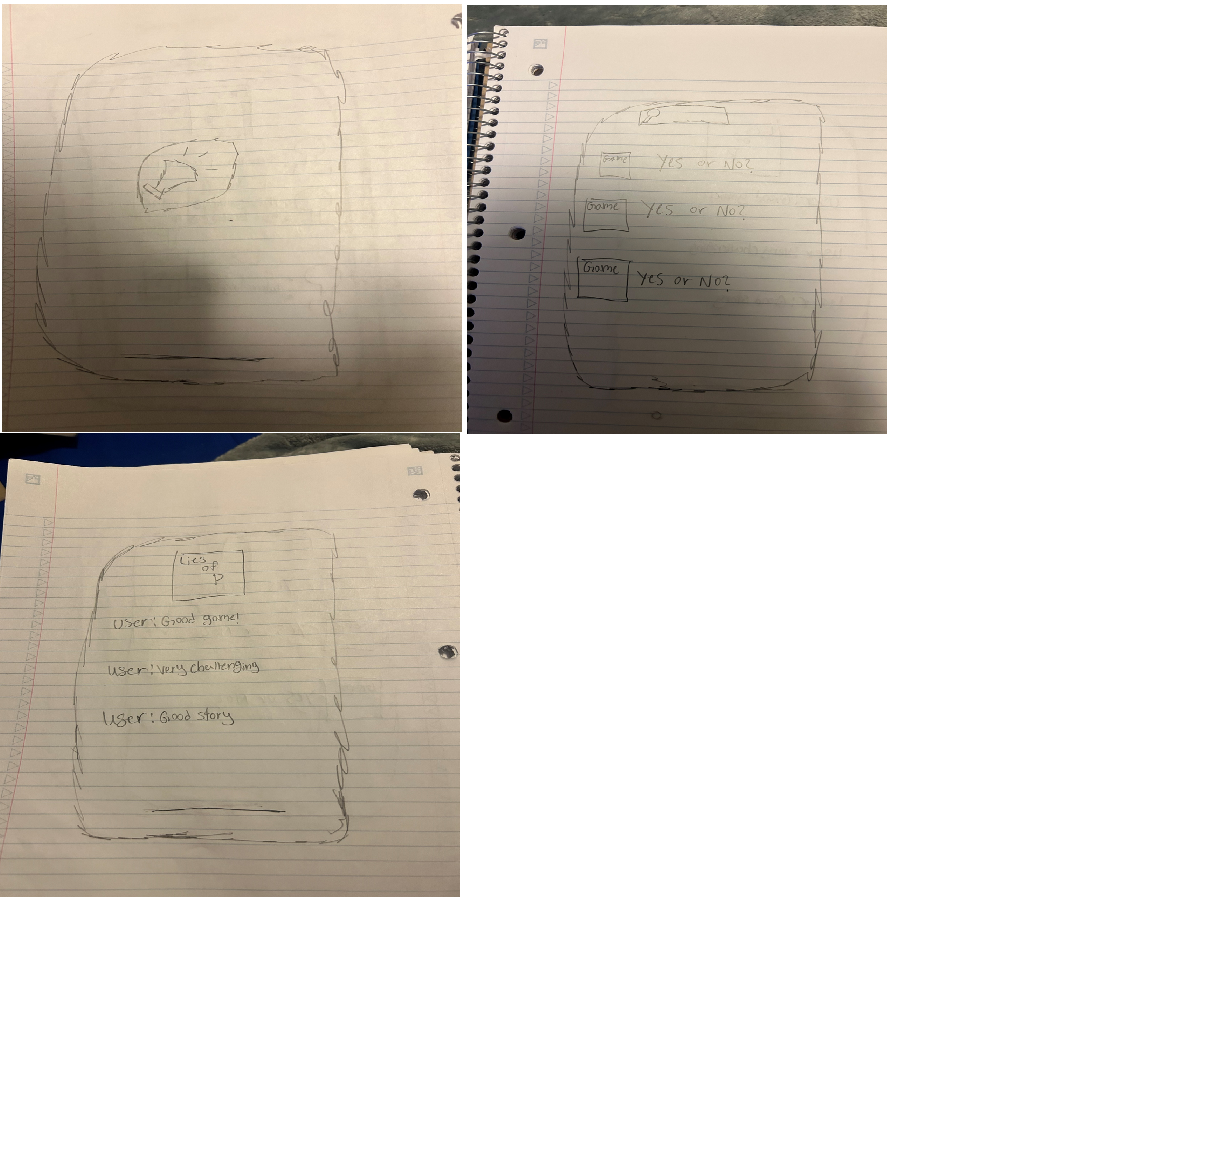 Game Yes or No?
Game Yes or No?
Game Yes or No?
Lies
of
P
User: Good game!
User: Very challenging
User: Good story